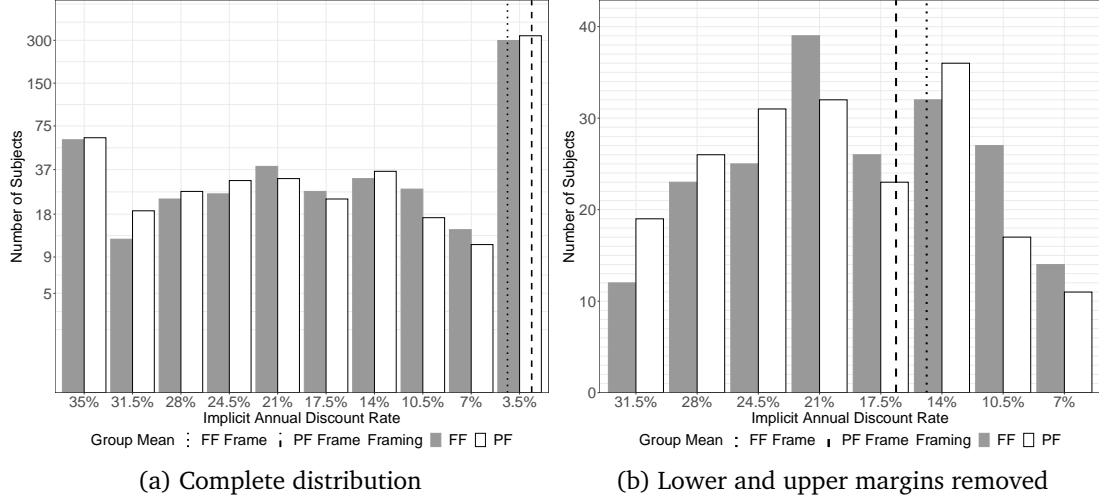 Number of Subjects
300
150
75
37
18
9
5
35% 31.5% 28% 24.5% 21% 17.5% 14% 10.5% 7% 3.5%
Implicit Annual Discount Rate
Group Mean FF Frame PF Frame Framing FF PF
(a) Complete distribution
Number of Subjects
40
30
20
10
0
31.5% 28% 24.5% 21% 17.5% 14% 10.5% 7%
Implicit Annual Discount Rate
Group Mean FF Frame PF Frame Framing FF PF
(b) Lower and upper margins removed